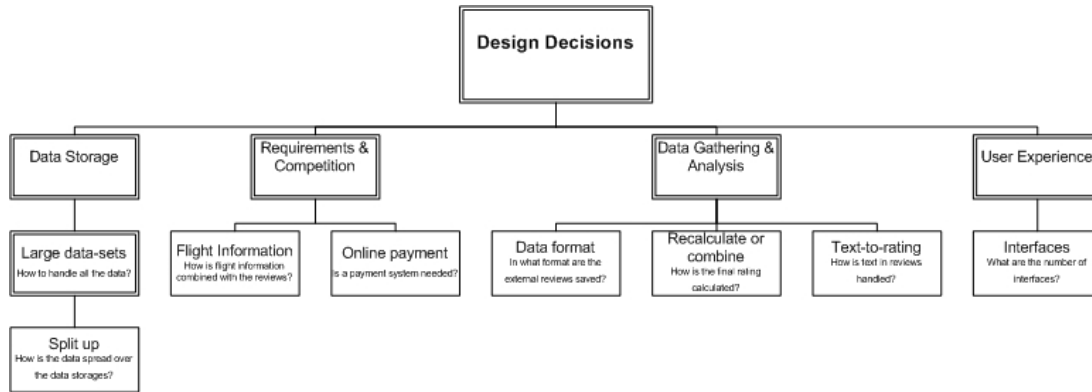 Design Decisions
Data Storage
Requirements &
Competition
Data Gathering &
Analysis
User Experience
Large data-sets
How to handle all the data?
Flight Information
How is flight information
combined with the reviews?
Online payment
Is a payment system needed?
Data format
In what format are the
external reviews saved?
Recalculate or
combine
How is the final rating
calculated?
Text-to-rating
How is text in reviews
handled?
Interfaces
What are the number of
interfaces?
Split up
How is the data spread over
the data storages?